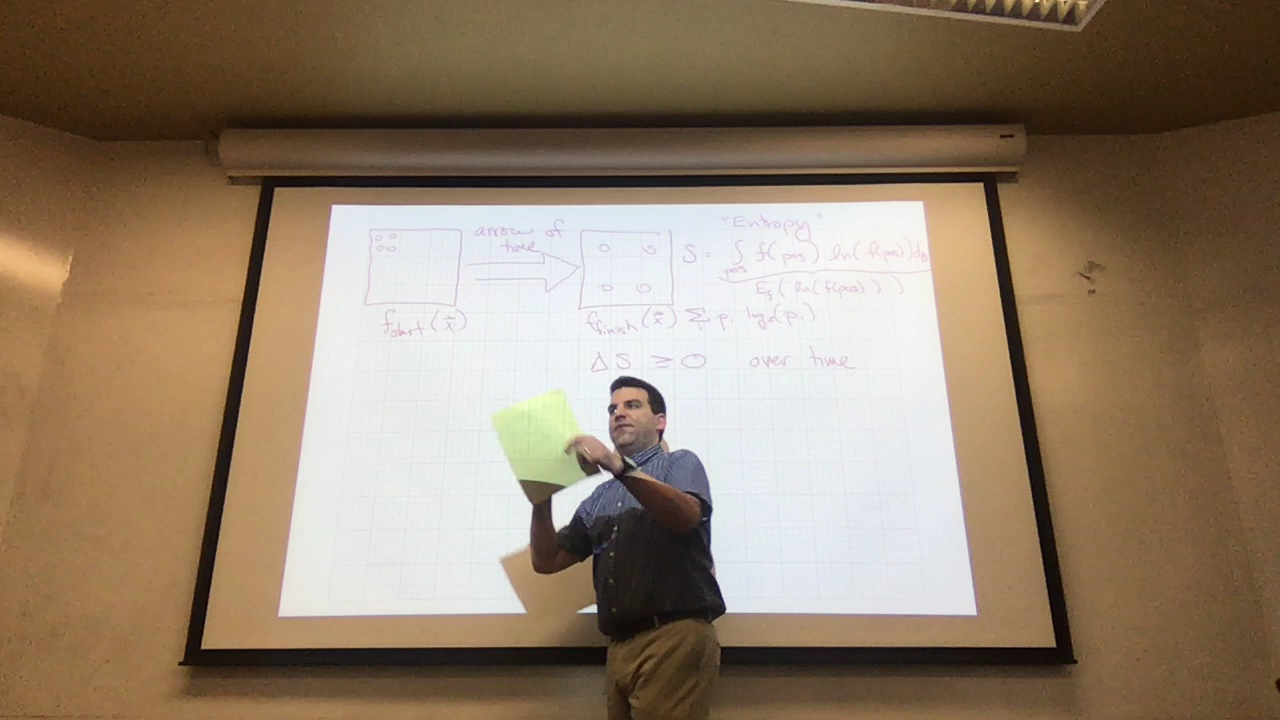 "Entropy"
arrow of
time
S = ∫ f(pos) ln(f(pos))d
pos
E_f(ln(f(pos)))
f_start(x⃗)
f_finish(x⃗)
Σ p_i log_2(p_i)
i
ΔS ≥ 0 over time